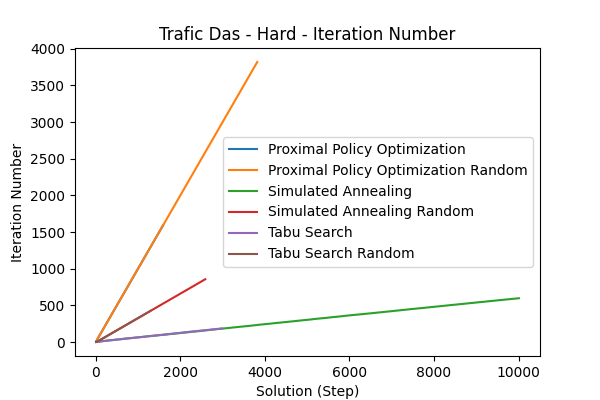 Trafic Das - Hard - Iteration Number
4000
3500
3000
2500
2000
1500
1000
500
0
Iteration Number
Proximal Policy Optimization
Proximal Policy Optimization Random
Simulated Annealing
Simulated Annealing Random
Tabu Search
Tabu Search Random
0 2000 4000 6000 8000 10000
Solution (Step)